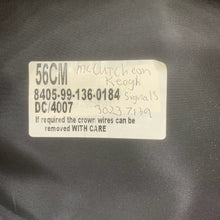 56CM McClutcheon
Keogh
8405-99-136-0184 Signals
DC/4007 3023 7139
If required the crown wires can be
removed WITH CARE